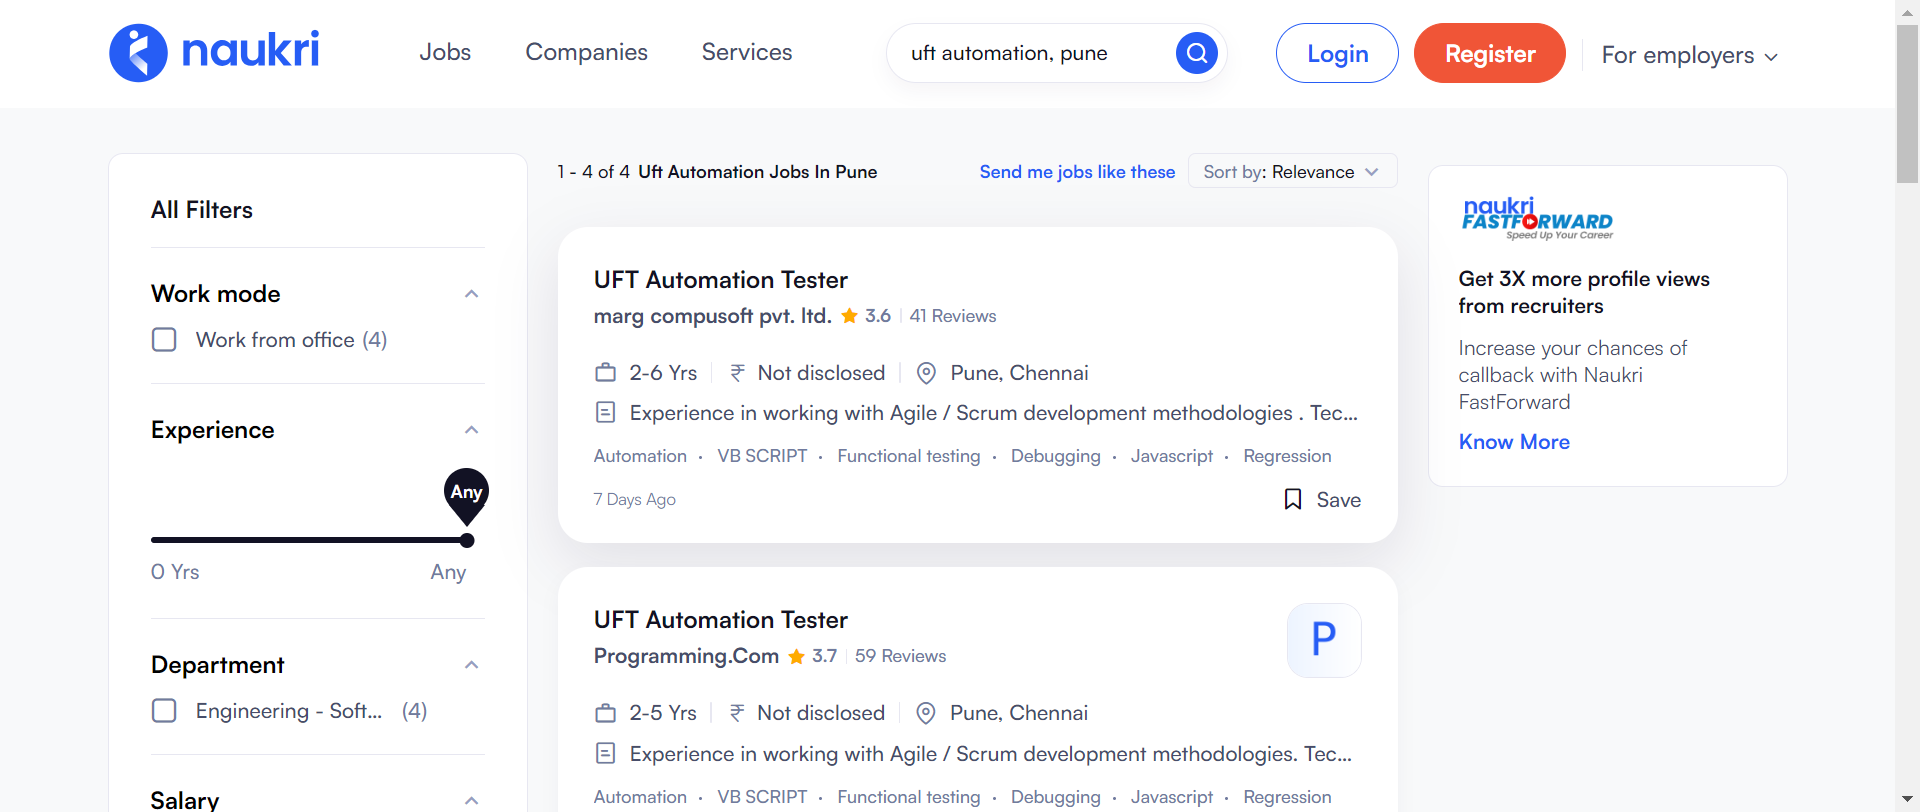 naukri
Jobs Companies Services
uft automation, pune
Login Register For employers
All Filters
Work mode
Work from office (4)
Experience
Any
0 Yrs Any
Department
Engineering - Soft... (4)
Salary
1 - 4 of 4 Uft Automation Jobs In Pune
Send me jobs like these Sort by: Relevance
UFT Automation Tester
marg compusoft pvt. ltd. 3.6 41 Reviews
2-6 Yrs Not disclosed Pune, Chennai
Experience in working with Agile / Scrum development methodologies . Tec...
Automation · VB SCRIPT · Functional testing · Debugging · Javascript · Regression
7 Days Ago Save
UFT Automation Tester
P
Programming.Com 3.7 59 Reviews
2-5 Yrs Not disclosed Pune, Chennai
Experience in working with Agile / Scrum development methodologies. Tec...
Automation · VB SCRIPT · Functional testing · Debugging · Javascript · Regression
naukri
FASTFORWARD
Speed Up Your Career
Get 3X more profile views
from recruiters
Increase your chances of
callback with Naukri
FastForward
Know More